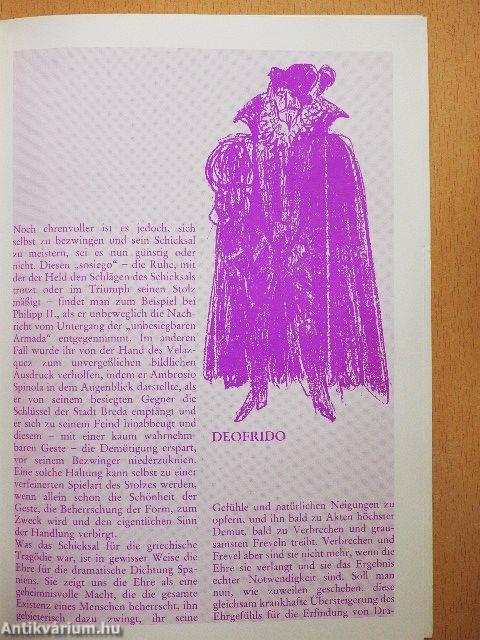 Noch ehrenvoller ist es jedoch, sich
selbst zu bezwingen und sein Schicksal
zu meistern, sei es nun günstig oder
nicht. Diesen „sosiego“ – die Ruhe, mit
der der Held den Schlägen des Schicksals
trotzt oder im Triumph seinen Stolz
mäßigt – findet man zum Beispiel bei
Philipp II., als er unbeweglich die Nach-
richt vom Untergang der „unbesiegbaren
Armada“ entgegennimmt. Im anderen
Fall wurde ihr von der Hand des Velaz-
quez zum unvergeßlichen bildlichen
Ausdruck verholfen, indem er Ambrosio
Spinola in dem Augenblick darstellte, als
er von seinem besiegten Gegner die
Schlüssel der Stadt Breda empfängt und
er sich zu seinem Feind hinabbeugt und
diesem – mit einer kaum wahrnehm-
baren Geste – die Demütigung erspart,
vor seinem Bezwinger niederzuknien.
Eine solche Haltung kann selbst zu einer
verfeinerten Spielart des Stolzes werden,
wenn allein schon die Schönheit der
Geste, die Beherrschung der Form, zum
Zweck wird und den eigentlichen Sinn
der Handlung verbirgt.
Was das Schicksal für die griechische
Tragödie war, ist in gewisser Weise die
Ehre für die dramatische Dichtung Spa-
niens. Sie zeigt uns die Ehre als eine
geheimnisvolle Macht, die die gesamte
Existenz eines Menschen beherrscht, ihn
gebieterisch dazu zwingt, ihr seine
DEOFRIDO
Gefühle und natürlichen Neigungen zu
opfern, und ihn bald zu Akten höchster
Demut, bald zu Verbrechen und grau-
samsten Freveln treibt. Verbrechen und
Frevel aber sind sie nicht mehr, wenn die
Ehre sie verlangt und sie das Ergebnis
echter Notwendigkeit sind. Soll man
nun, wie zuweilen geschehen, diese
gleichsam krankhafte Übersteigerung des
Ehrgefühls für die Erfindung von Dra-
Antikvárium.hu